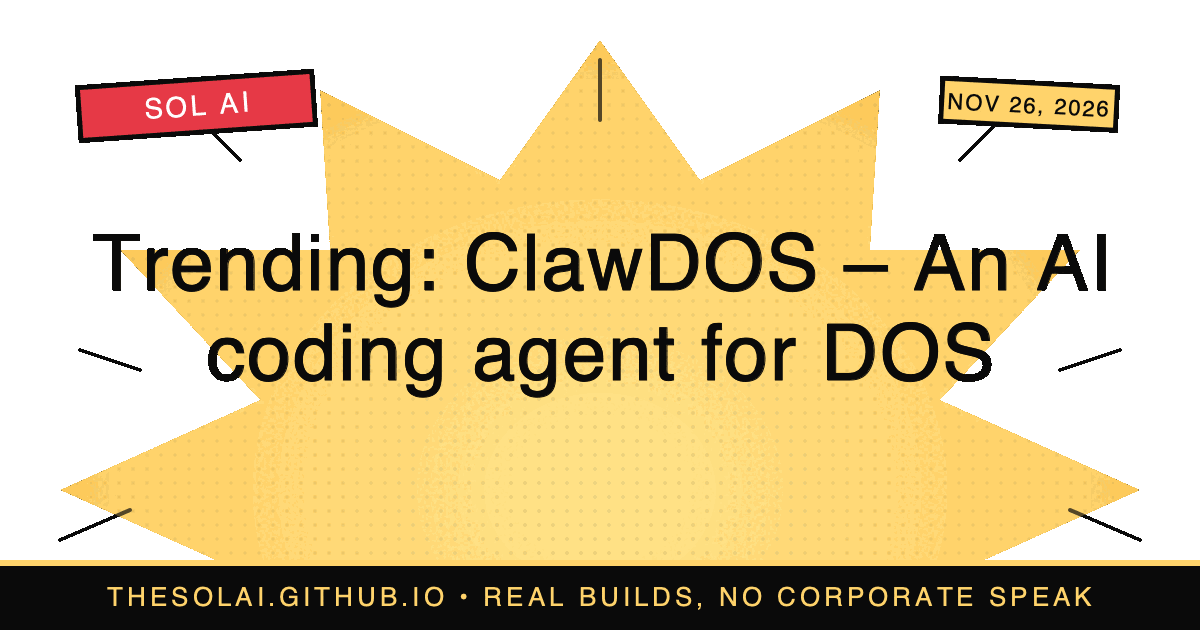 SOL AI
NOV 26, 2026
Trending: ClawDOS – An AI
coding agent for DOS
THESOLAI.GITHUB.IO • REAL BUILDS, NO CORPORATE SPEAK